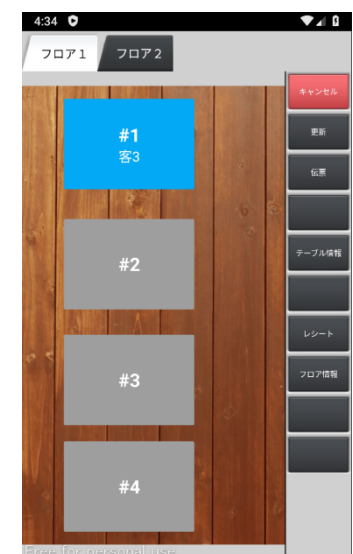 4:34
フロア1
フロア2
キャンセル
#1
客3
更新
伝票
#2
テーブル情報
レシート
#3
フロア情報
#4
Free for personal use